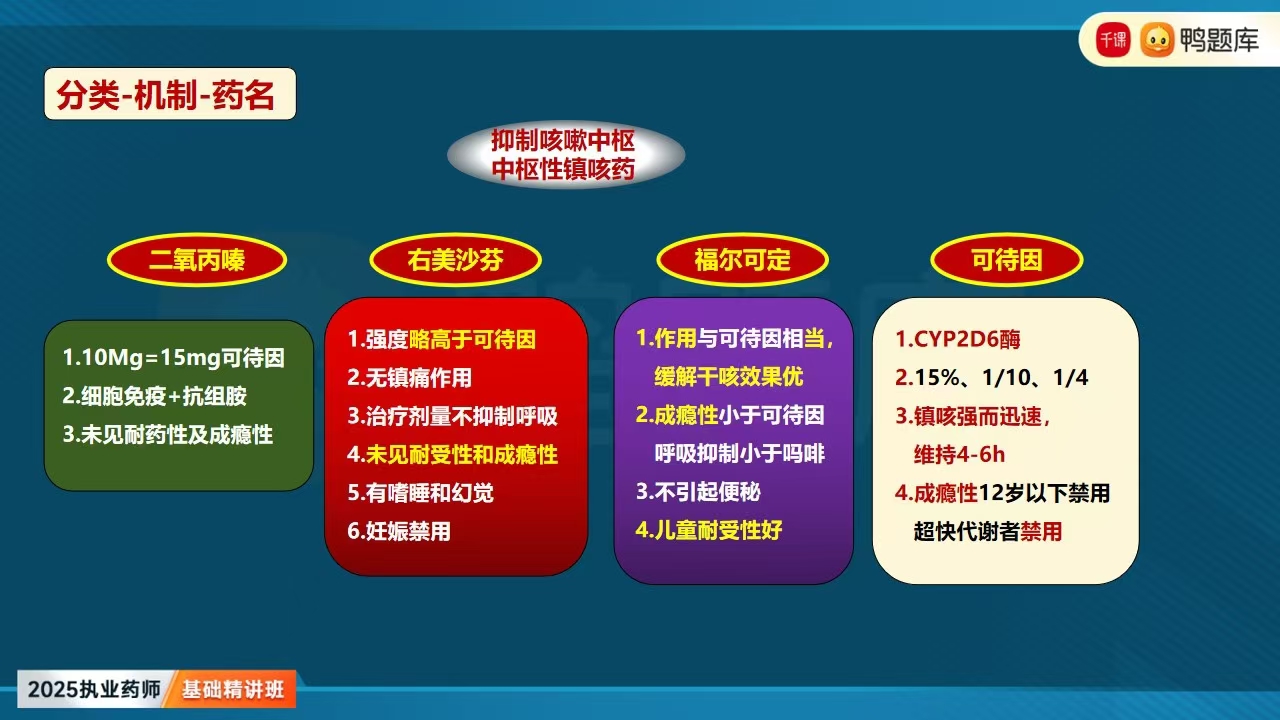 千课 鸭题库
分类-机制-药名
抑制咳嗽中枢
中枢性镇咳药
二氧丙嗪
1.10Mg=15mg可待因
2.细胞免疫+抗组胺
3.未见耐药性及成瘾性
右美沙芬
1.强度略高于可待因
2.无镇痛作用
3.治疗剂量不抑制呼吸
4.未见耐受性和成瘾性
5.有嗜睡和幻觉
6.妊娠禁用
福尔可定
1.作用与可待因相当,
缓解干咳效果优
2.成瘾性小于可待因
呼吸抑制小于吗啡
3.不引起便秘
4.儿童耐受性好
可待因
1.CYP2D6酶
2.15%、1/10、1/4
3.镇咳强而迅速,
维持4-6h
4.成瘾性12岁以下禁用
超快代谢者禁用
2025执业药师 基础精讲班